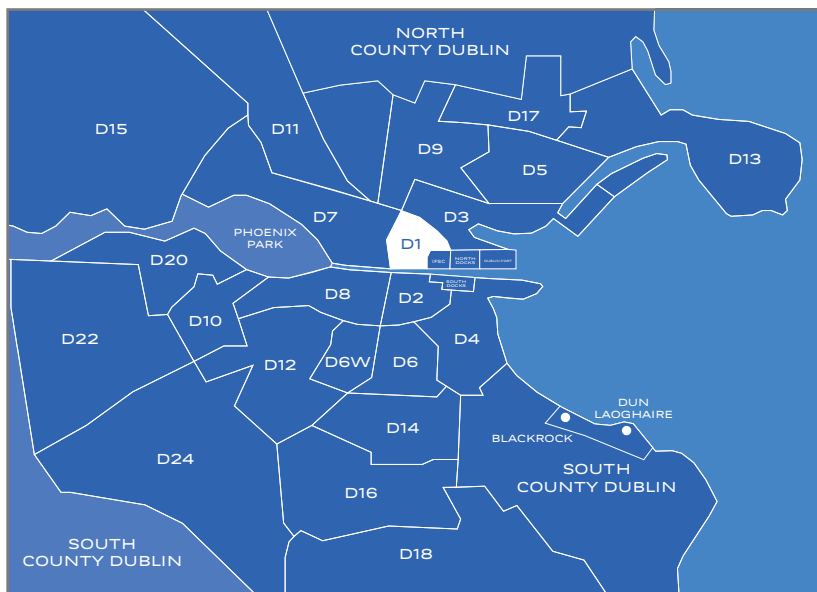 NORTH
COUNTY DUBLIN
D17
D15
D11
D9
D5
D13
D7
D3
PHOENIX
PARK
D1
IFSC
NORTH
DOCKS
DUBLIN PORT
D20
SOUTH
DOCKS
D8
D2
D10
D22
D4
D12
D6W
D6
DUN
LAOGHAIRE
D14
BLACKROCK
D24
SOUTH
COUNTY DUBLIN
D16
SOUTH
COUNTY DUBLIN
D18